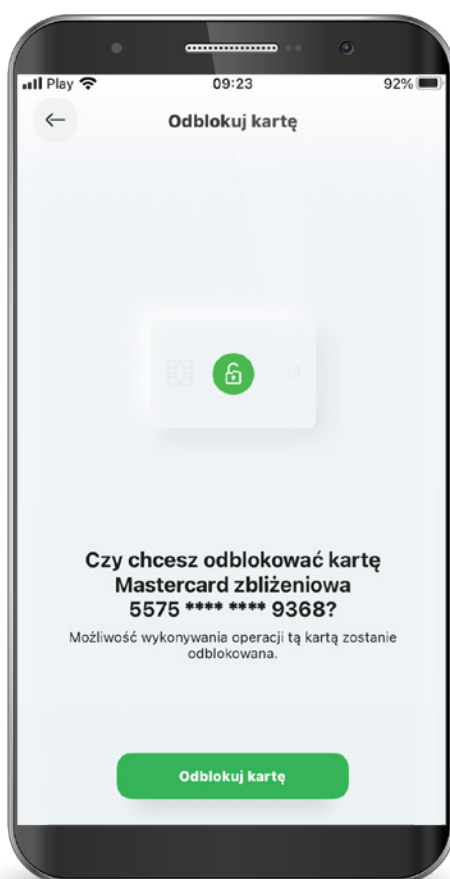 Play 09:23 92%
Odblokuj kartę
Czy chcesz odblokować kartę
Mastercard zbliżeniowa
5575 **** **** 9368?
Możliwość wykonywania operacji tą kartą zostanie
odblokowana.
Odblokuj kartę